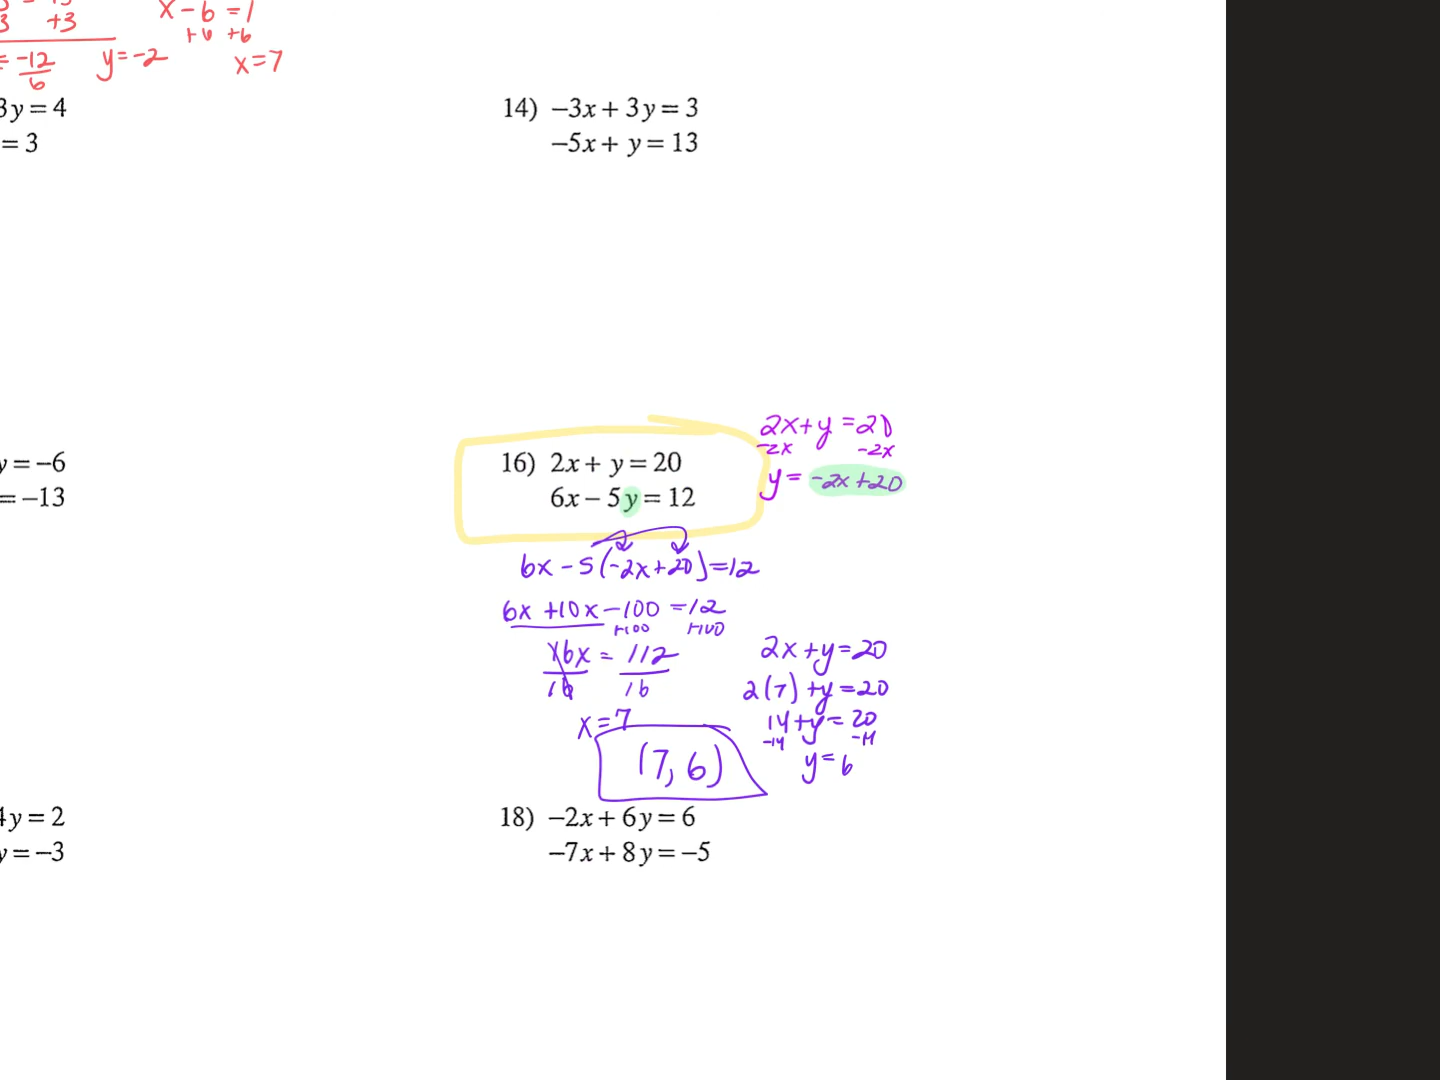 +3
x - 6 = 1
+6 +6
= -12/6 y = -2 x = 7
3y = 4
= 3
14) -3x + 3y = 3
-5x + y = 13
2x + y = 20
-2x -2x
y = -2x + 20
y = -6
= -13
16) 2x + y = 20
6x - 5y = 12
6x - 5(-2x + 20) = 12
6x + 10x - 100 = 12
+100 +100
16x = 112
16 16
x = 7
2x + y = 20
2(7) + y = 20
14 + y = 20
-14 -14
y = 6
(7, 6)
4y = 2
y = -3
18) -2x + 6y = 6
-7x + 8y = -5